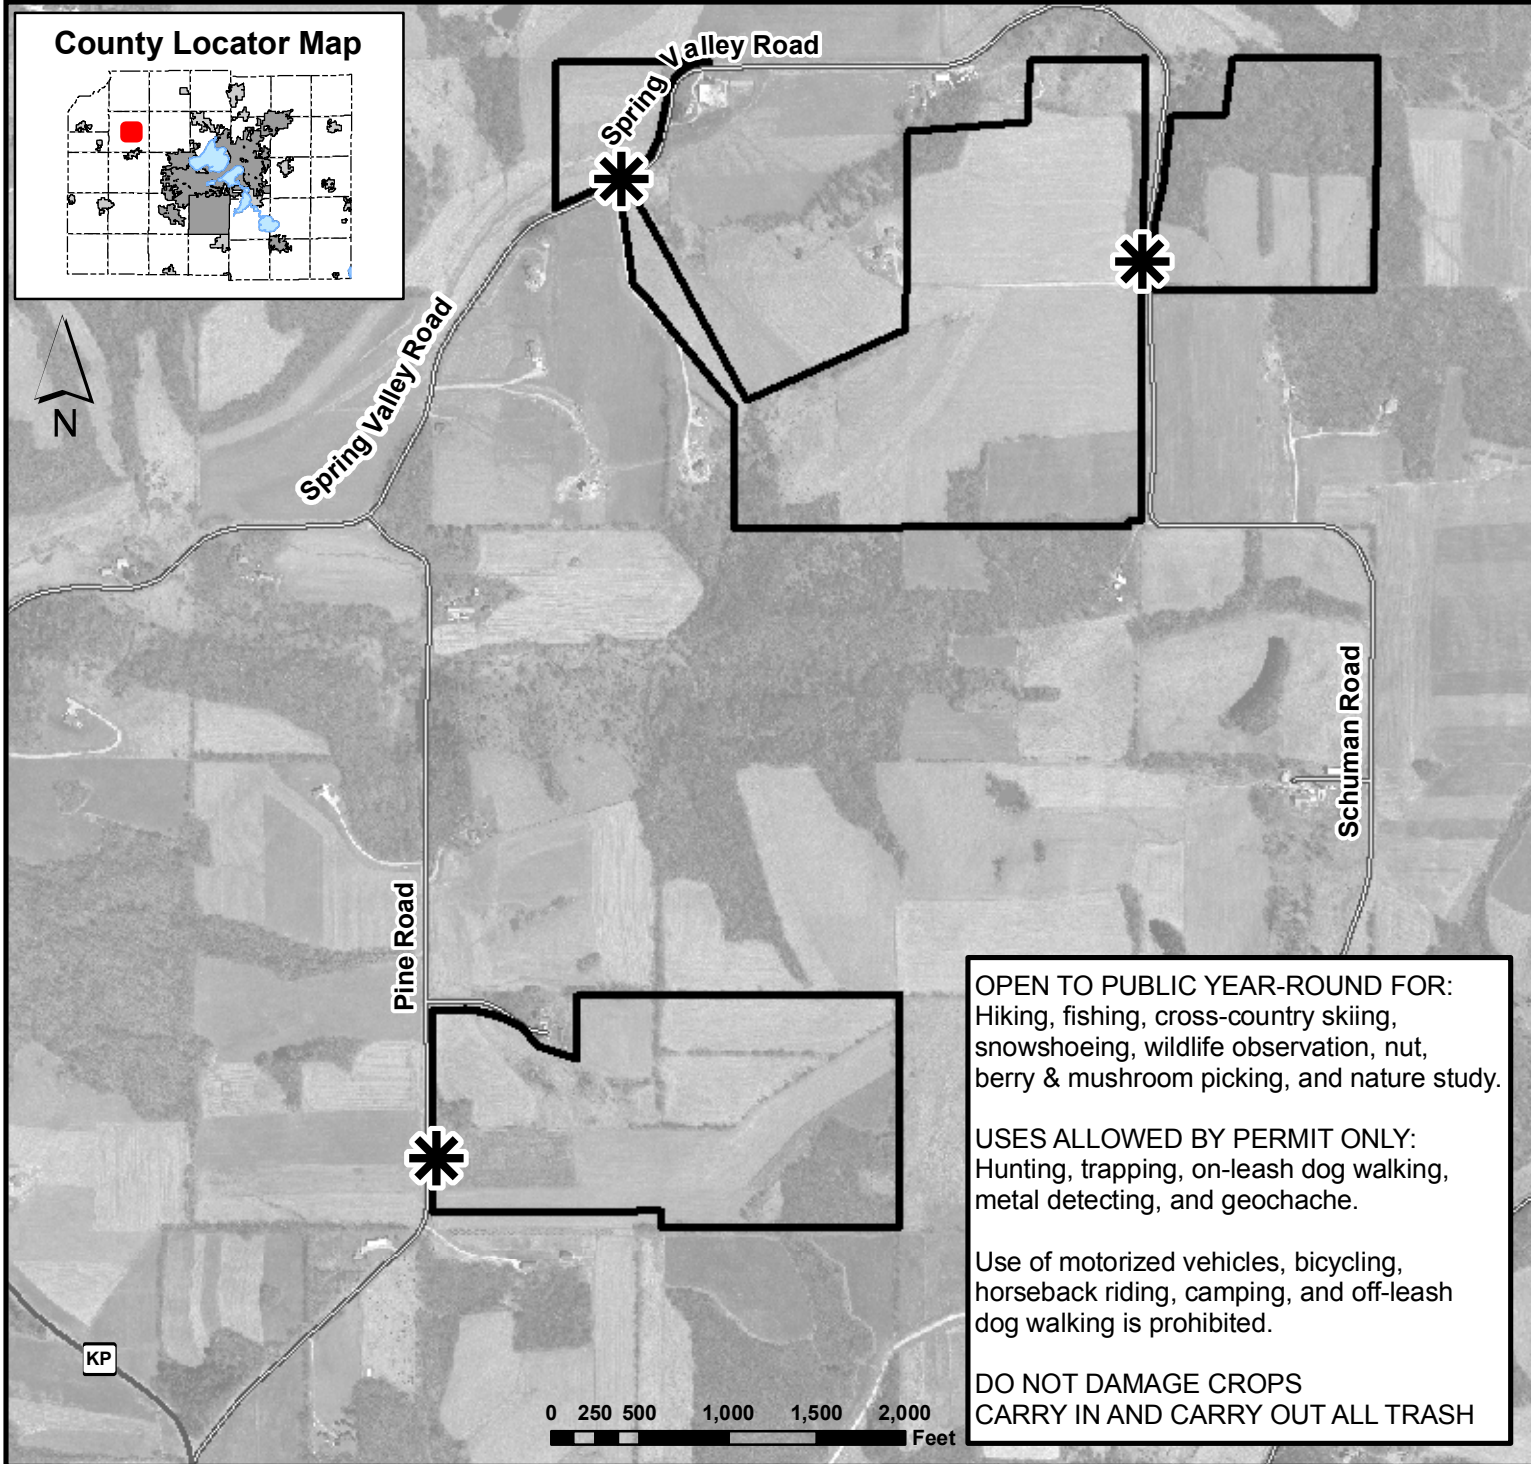 County Locator Map
Spring Valley Road
Spring Valley Road
N
Schuman Road
Pine Road
OPEN TO PUBLIC YEAR-ROUND FOR:
Hiking, fishing, cross-country skiing,
snowshoeing, wildlife observation, nut,
berry & mushroom picking, and nature study.
USES ALLOWED BY PERMIT ONLY:
Hunting, trapping, on-leash dog walking,
metal detecting, and geochache.
Use of motorized vehicles, bicycling,
horseback riding, camping, and off-leash
dog walking is prohibited.
DO NOT DAMAGE CROPS
CARRY IN AND CARRY OUT ALL TRASH
KP
0 250 500 1,000 1,500 2,000
Feet